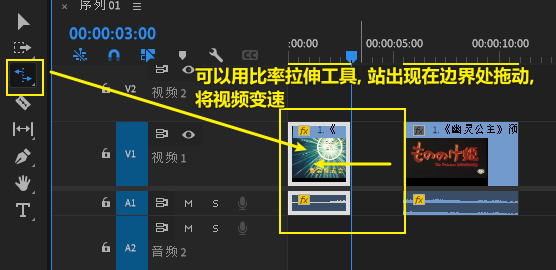 × 序列01 ≡
00:00:03:00
:00:00
00:00:05:00
00:00:10:00
可以用比率拉伸工具, 站出现在边界处拖动,
将视频变速
V2 视频2
fx 1.《
fx 1.《幽灵公主》预
V1 视频1
もののけ姫
A1 M S
fx
fx
A2 M S
音频2
T